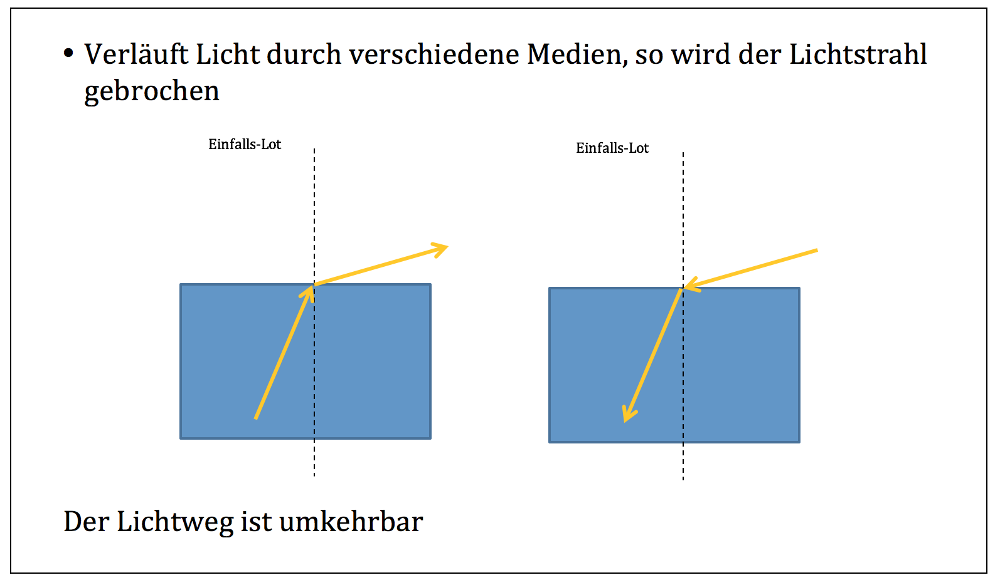 • Verläuft Licht durch verschiedene Medien, so wird der Lichtstrahl
gebrochen
Einfalls-Lot
Einfalls-Lot
Der Lichtweg ist umkehrbar